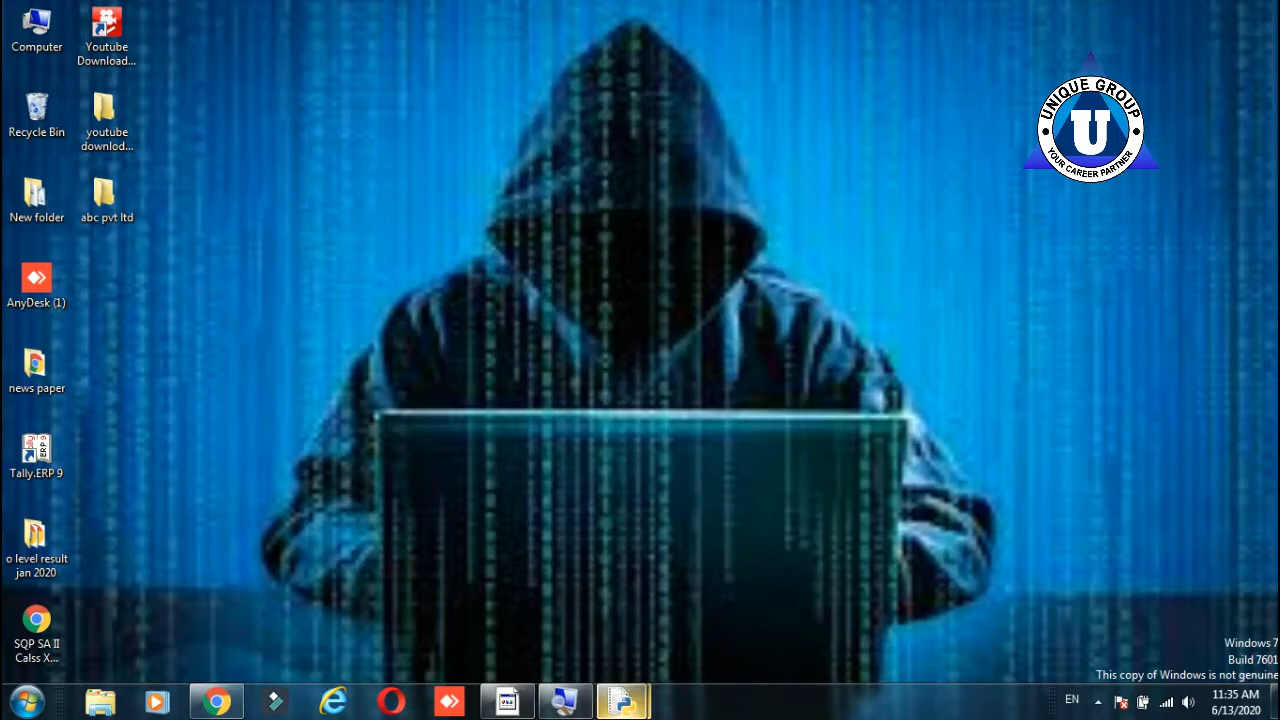 Computer
Youtube
Download...
Recycle Bin
youtube
downlod...
New folder
abc pvt ltd
AnyDesk (1)
news paper
Tally.ERP 9
o level result
jan 2020
SQP SA II
Calss X...
UNIQUE GROUP
U
YOUR CAREER PARTNER
Windows 7
Build 7601
This copy of Windows is not genuine
EN
11:35 AM
6/13/2020